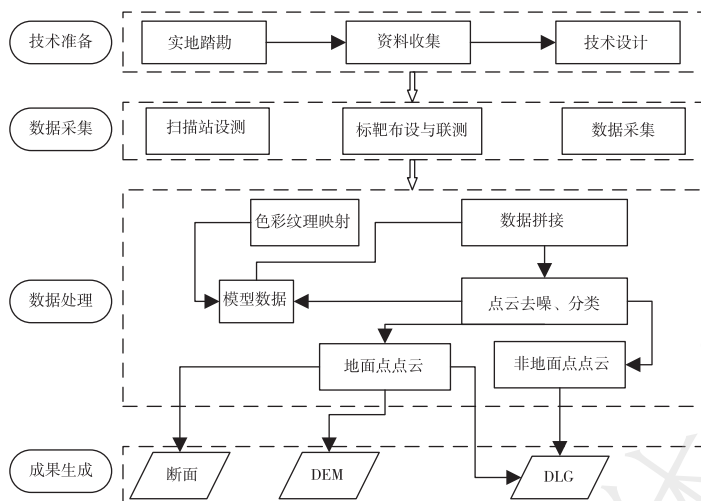 技术准备
实地踏勘
资料收集
技术设计
数据采集
扫描站设测
标靶布设与联测
数据采集
色彩纹理映射
数据拼接
数据处理
模型数据
点云去噪、分类
地面点点云
非地面点点云
成果生成
断面
DEM
DLG